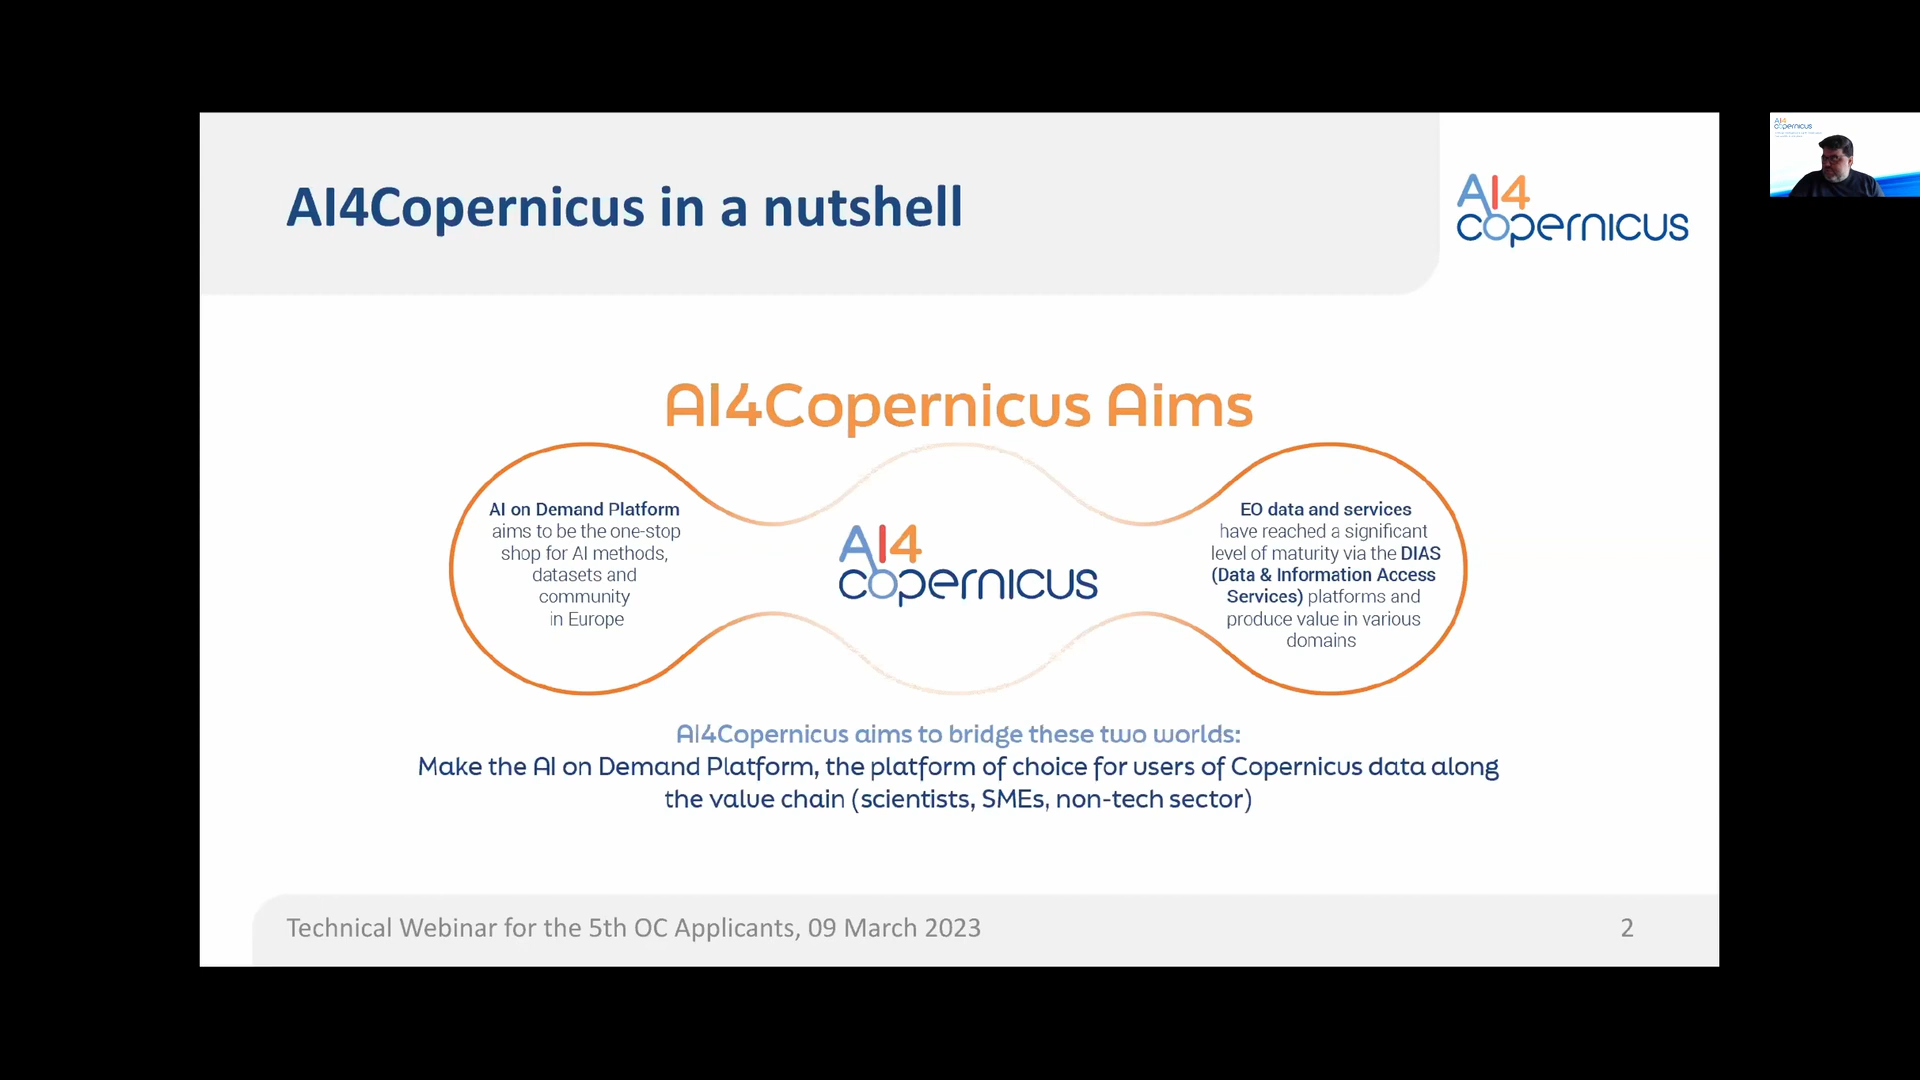 AI4Copernicus in a nutshell
AI4
copernicus
AI4
copernicus
AI4Copernicus Aims
AI on Demand Platform
aims to be the one-stop
shop for AI methods,
datasets and
community
in Europe
AI4
copernicus
EO data and services
have reached a significant
level of maturity via the DIAS
(Data & Information Access
Services) platforms and
produce value in various
domains
AI4Copernicus aims to bridge these two worlds:
Make the AI on Demand Platform, the platform of choice for users of Copernicus data along
the value chain (scientists, SMEs, non-tech sector)
Technical Webinar for the 5th OC Applicants, 09 March 2023
2